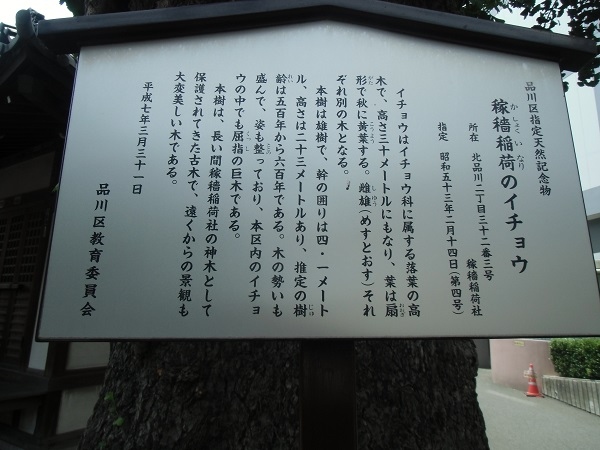 品川区指定天然記念物
稼穡稲荷のイチョウ
かしょくいなり
所在 北品川二丁目三十二番三号
稼穡稲荷社
指定 昭和五十三年二月十四日(第四号)
イチョウはイチョウ科に属する落葉の高
木で、高さ三十メートルにもなり、葉は扇
形で秋に黄葉する。雌雄(めすとおす)それ
ぞれ別の木となる。
本樹は雄樹で、幹の囲りは四・一メート
ル、高さは二十三メートルあり、推定の樹
齢は五百年から六百年である。木の勢いも
盛んで、姿も整っており、本区内のイチョ
ウの中でも屈指の巨木である。
本樹は、長い間稼穡稲荷社の神木として
保護されてきた古木で、遠くからの景観も
大変美しい木である。
平成七年三月三十一日
品川区教育委員会